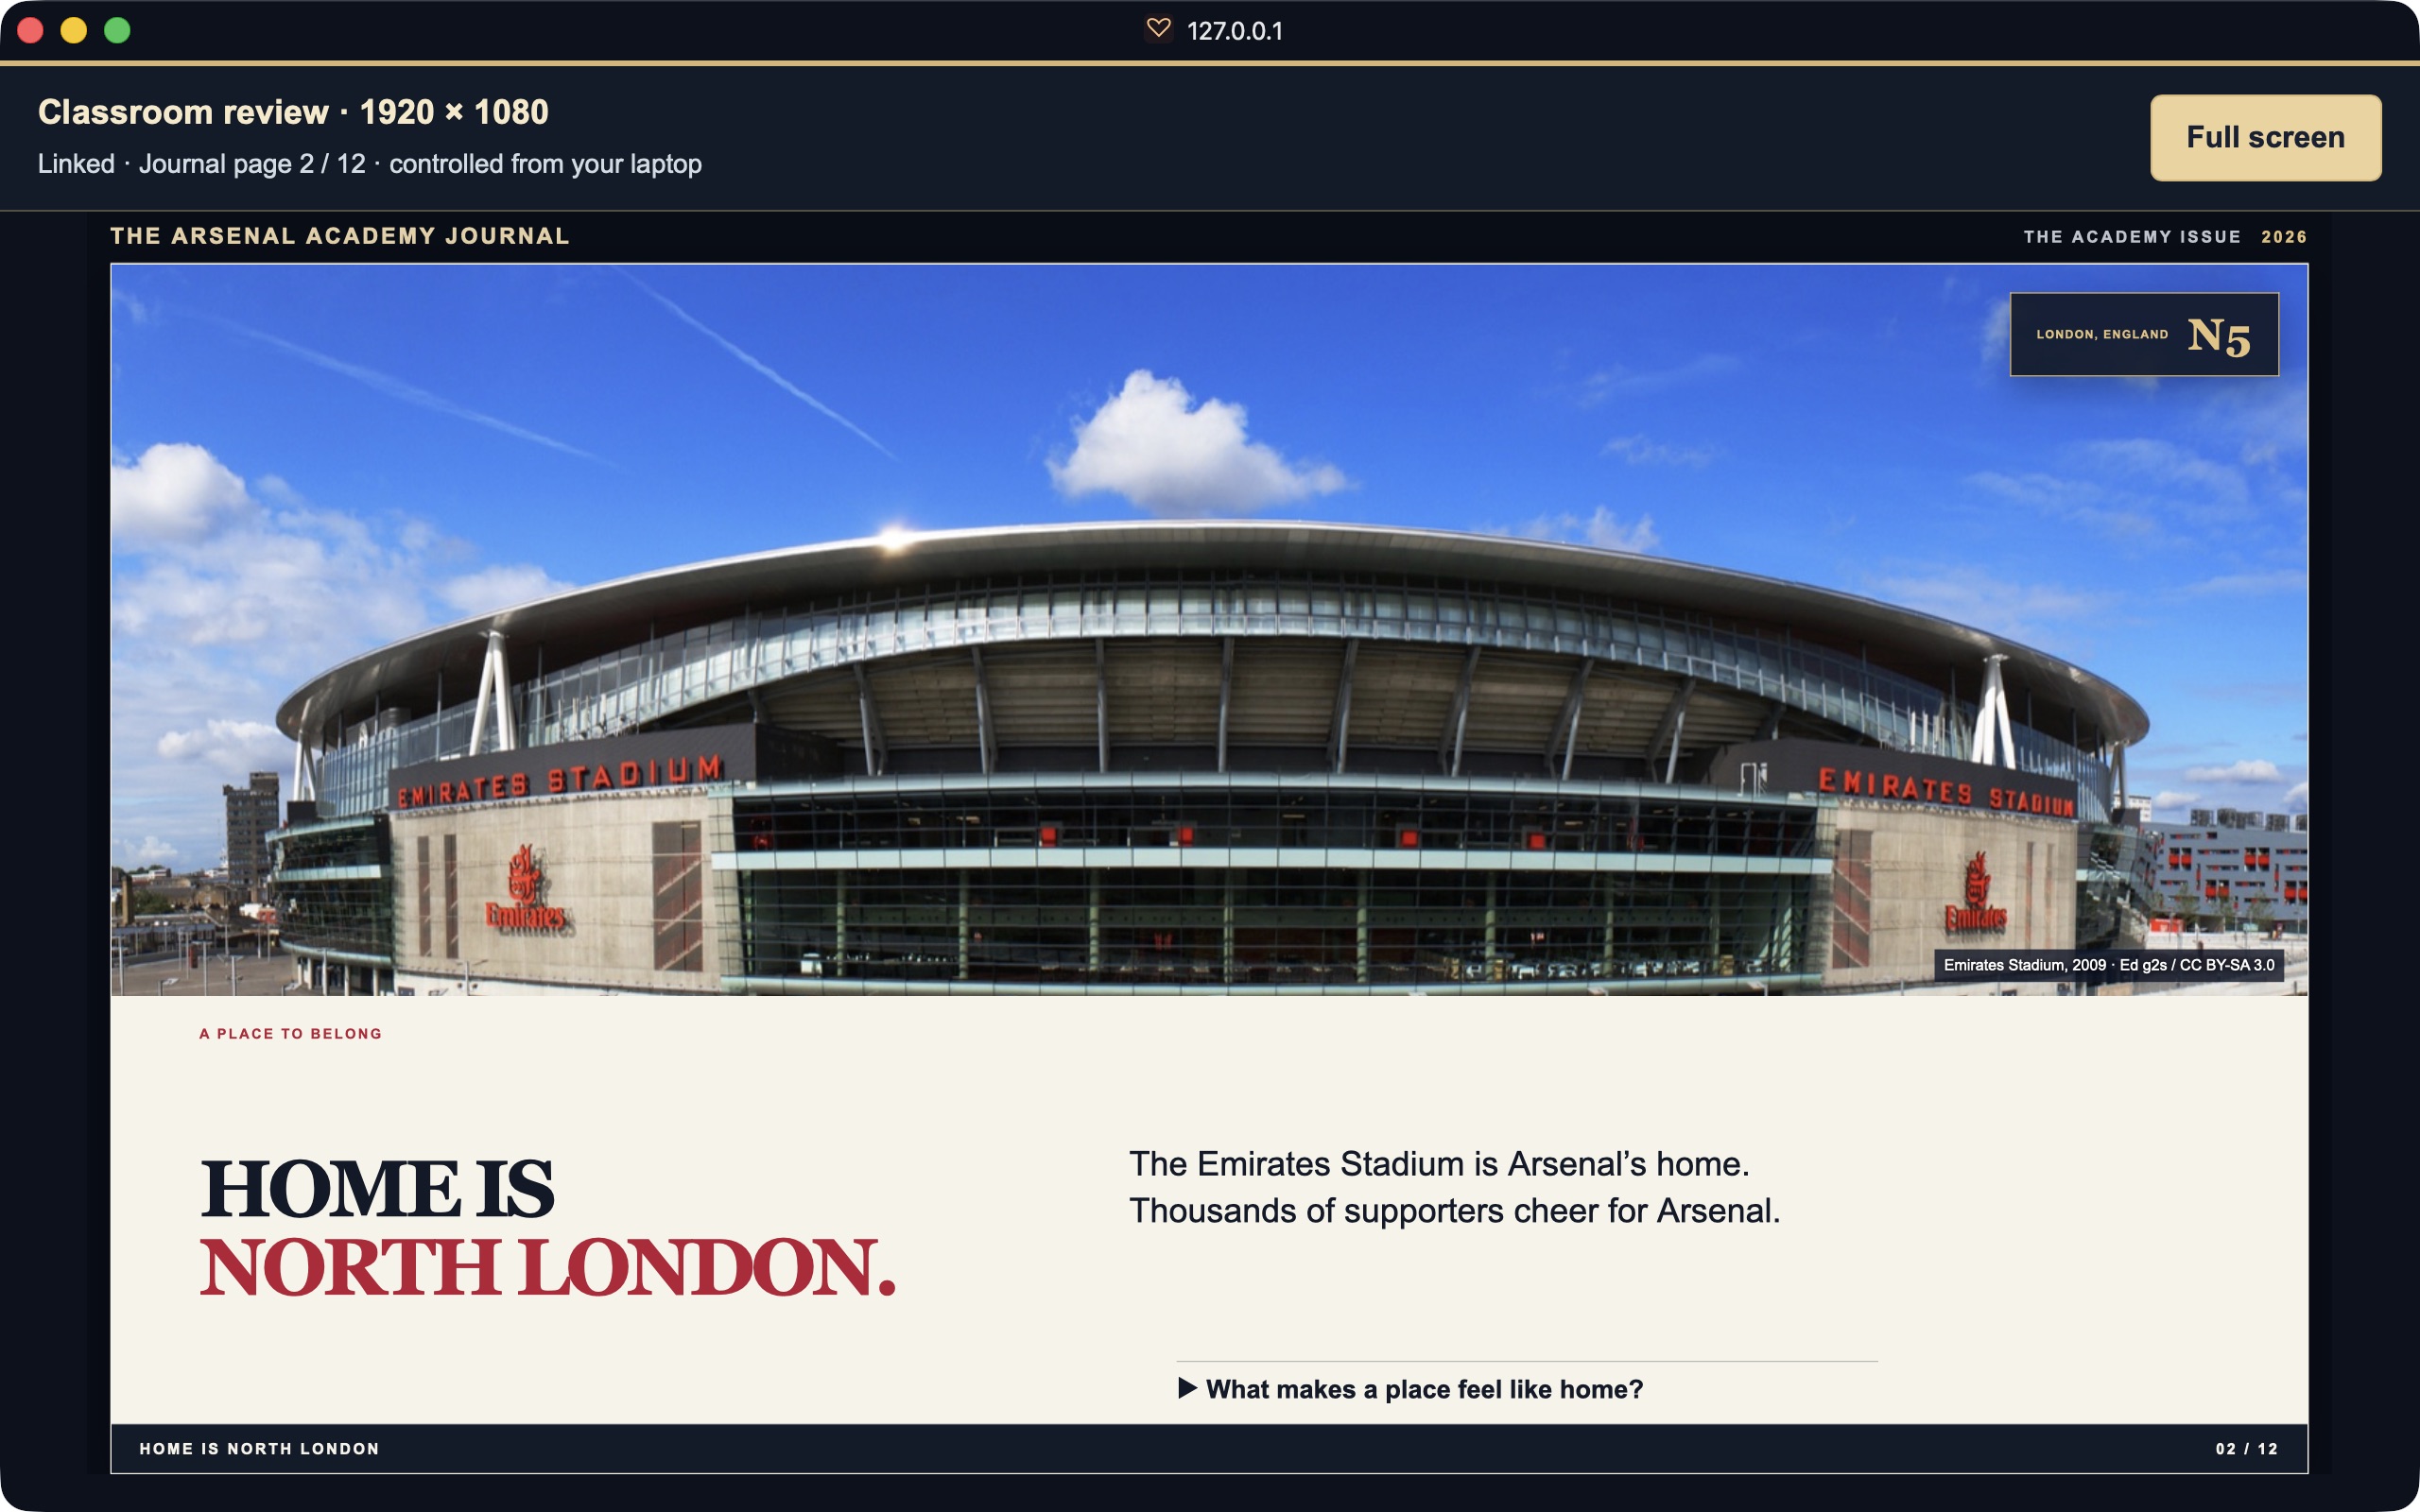 127.0.0.1
Classroom review · 1920 × 1080
Linked · Journal page 2 / 12 · controlled from your laptop
Full screen
THE ARSENAL ACADEMY JOURNAL
THE ACADEMY ISSUE 2026
LONDON, ENGLAND N5
EMIRATES STADIUM
EMIRATES STADIUM
Emirates
Emirates
Emirates Stadium, 2009 · Ed g2s / CC BY-SA 3.0
A PLACE TO BELONG
HOME IS
NORTH LONDON.
The Emirates Stadium is Arsenal’s home.
Thousands of supporters cheer for Arsenal.
▶ What makes a place feel like home?
HOME IS NORTH LONDON
02 / 12